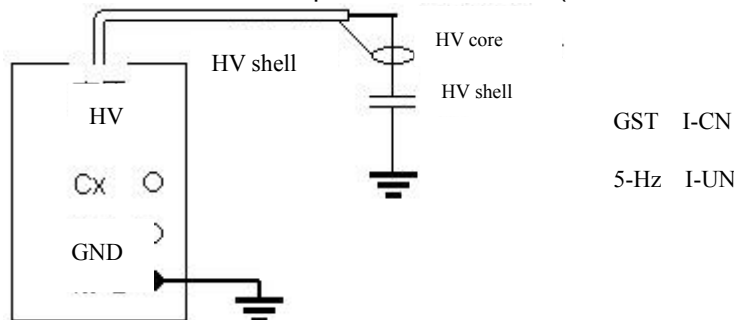 HV core
HV shell
HV shell
HV
GST I-CN
Cx
5-Hz I-UN
GND